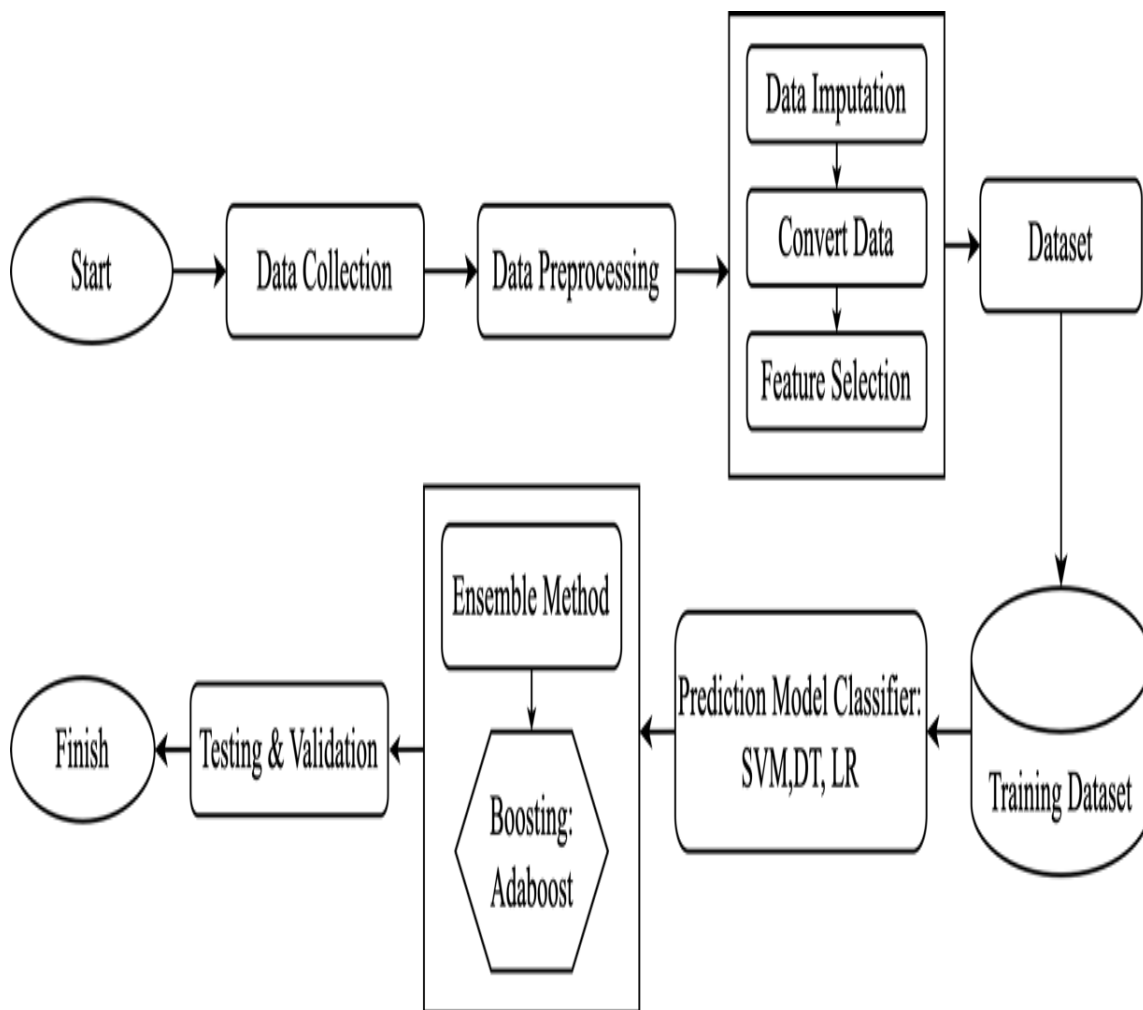 Start
Data Collection
Data Preprocessing
Data Imputation
Convert Data
Feature Selection
Dataset
Training Dataset
Prediction Model Classifier:
SVM,DT, LR
Ensemble Method
Boosting:
Adaboost
Testing & Validation
Finish